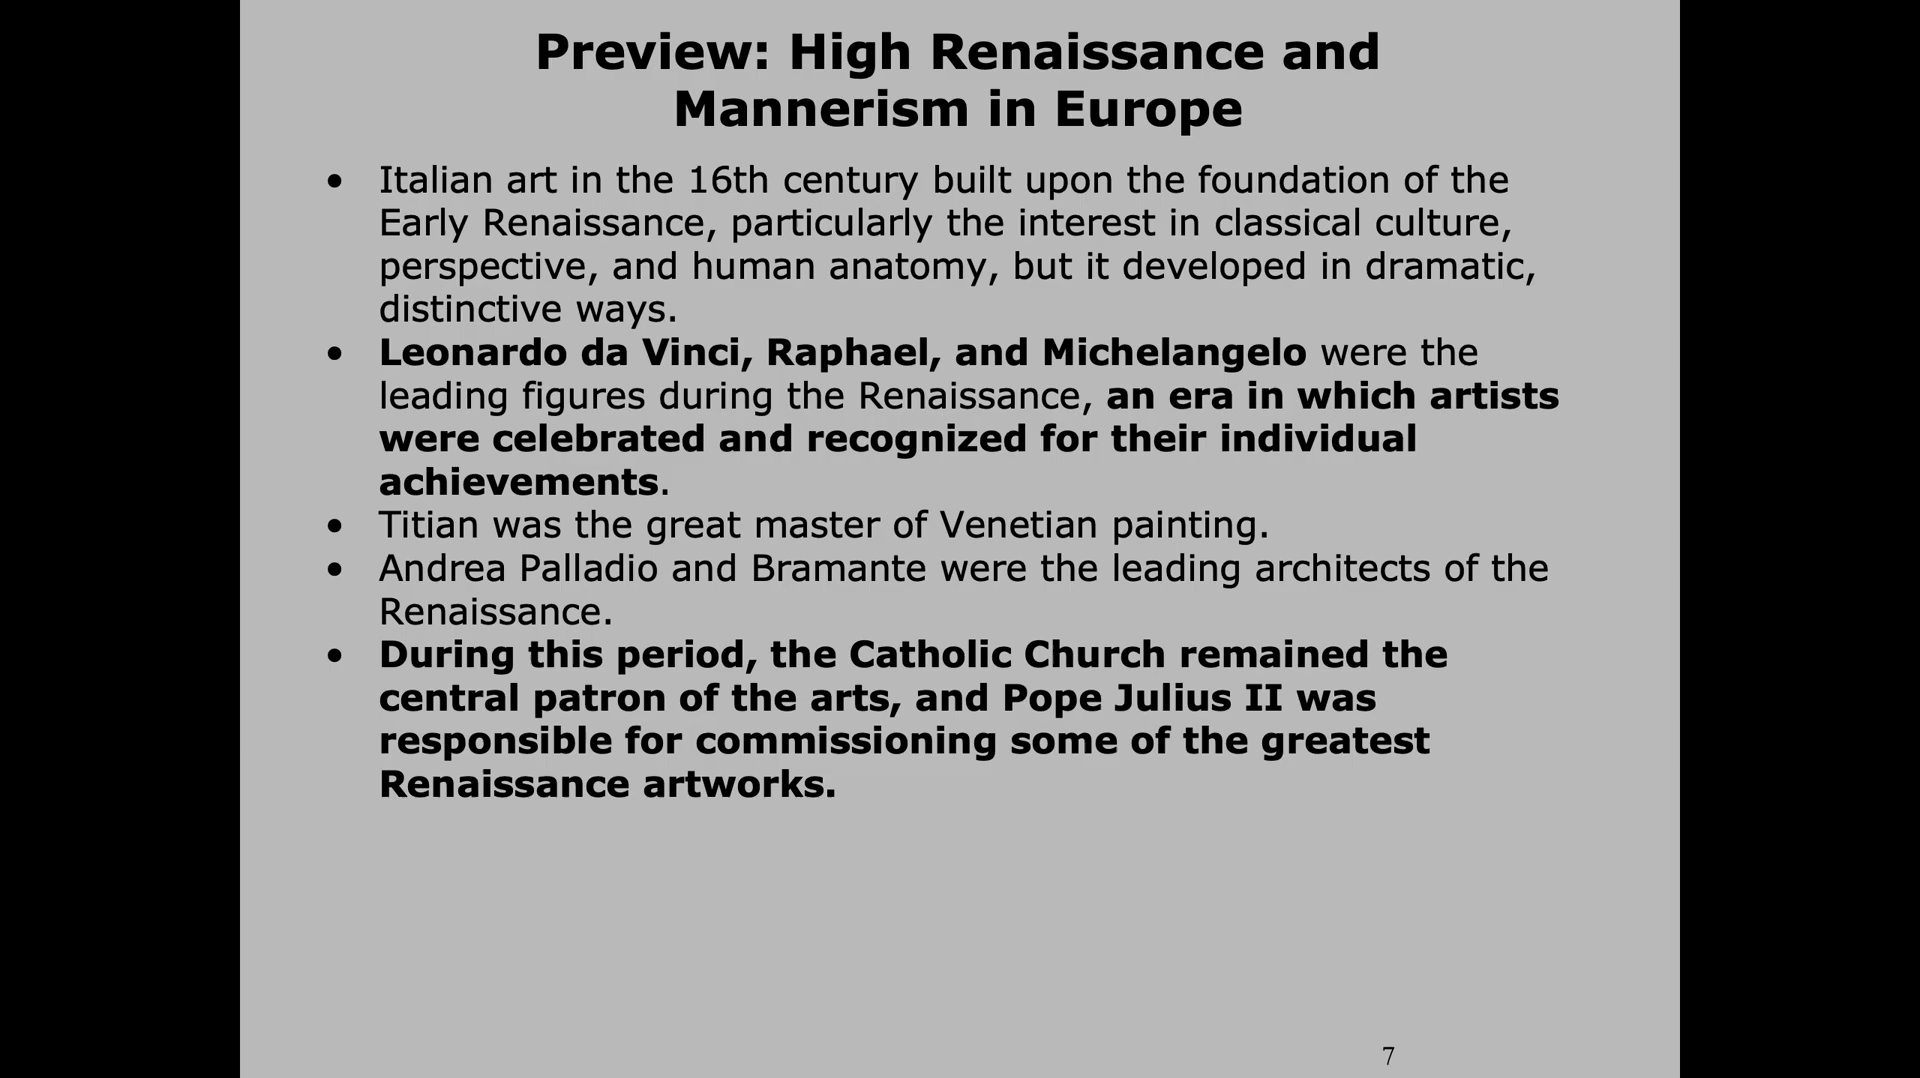 Preview: High Renaissance and
Mannerism in Europe
• Italian art in the 16th century built upon the foundation of the
Early Renaissance, particularly the interest in classical culture,
perspective, and human anatomy, but it developed in dramatic,
distinctive ways.
• Leonardo da Vinci, Raphael, and Michelangelo were the
leading figures during the Renaissance, an era in which artists
were celebrated and recognized for their individual
achievements.
• Titian was the great master of Venetian painting.
• Andrea Palladio and Bramante were the leading architects of the
Renaissance.
• During this period, the Catholic Church remained the
central patron of the arts, and Pope Julius II was
responsible for commissioning some of the greatest
Renaissance artworks.
7